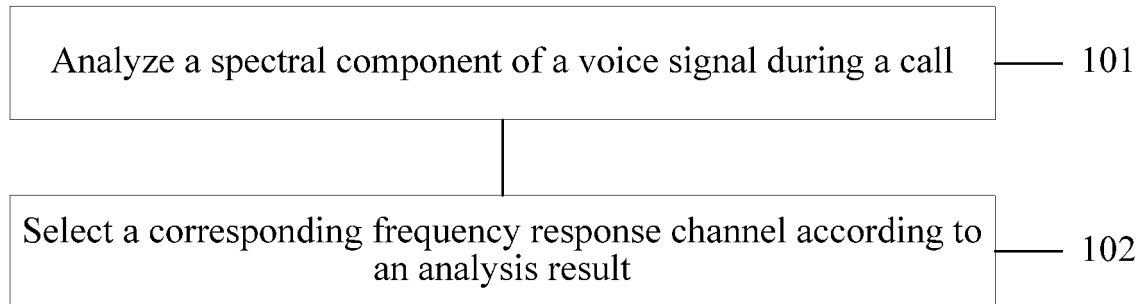 Analyze a spectral component of a voice signal during a call
101
Select a corresponding frequency response channel according to
an analysis result
102